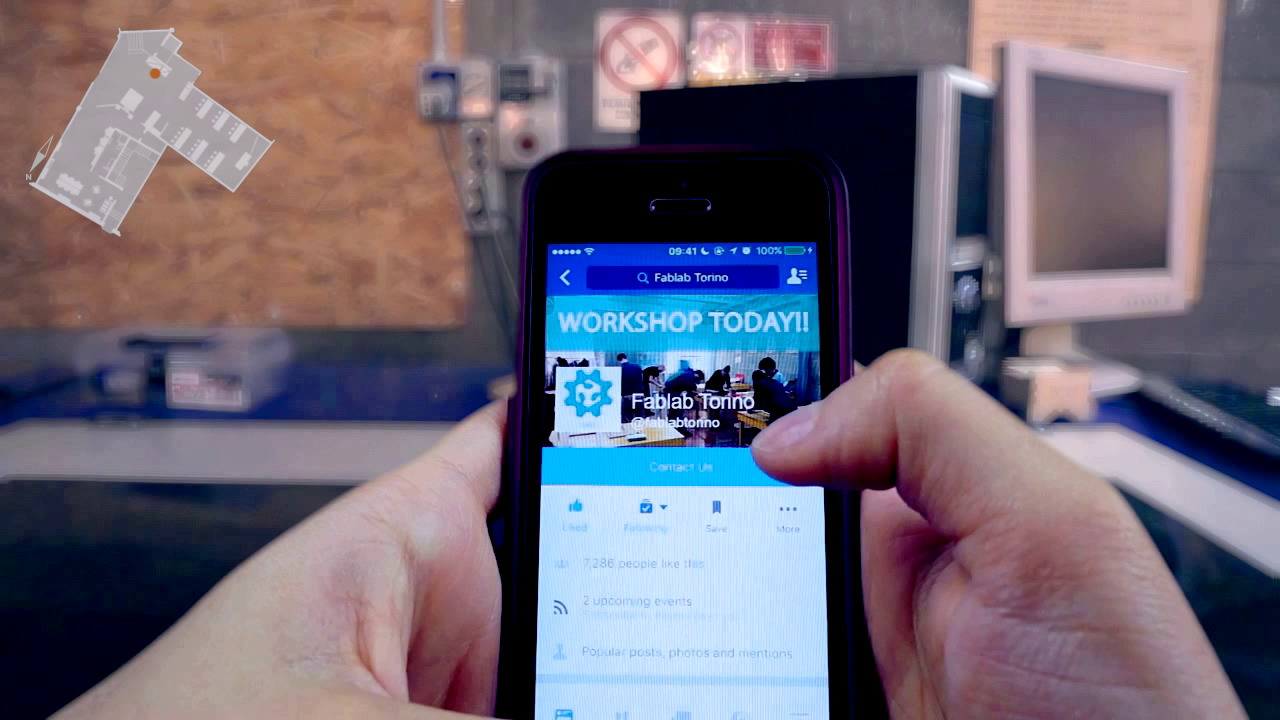 N
09:41
100%
Fablab Torino
WORKSHOP TODAY!!
Fablab Torino
@fablabtorino
Contact Us
Liked
Following
Save
More
7,286 people like this
2 upcoming events
Popular posts, photos and mentions